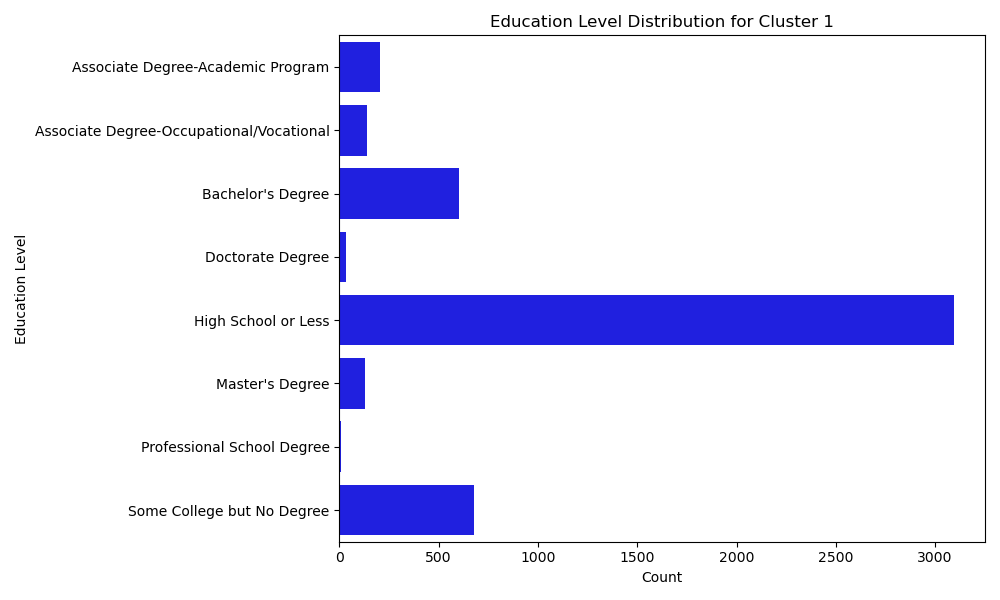 Education Level Distribution for Cluster 1
Education Level
Associate Degree-Academic Program
Associate Degree-Occupational/Vocational
Bachelor's Degree
Doctorate Degree
High School or Less
Master's Degree
Professional School Degree
Some College but No Degree
0 500 1000 1500 2000 2500 3000
Count